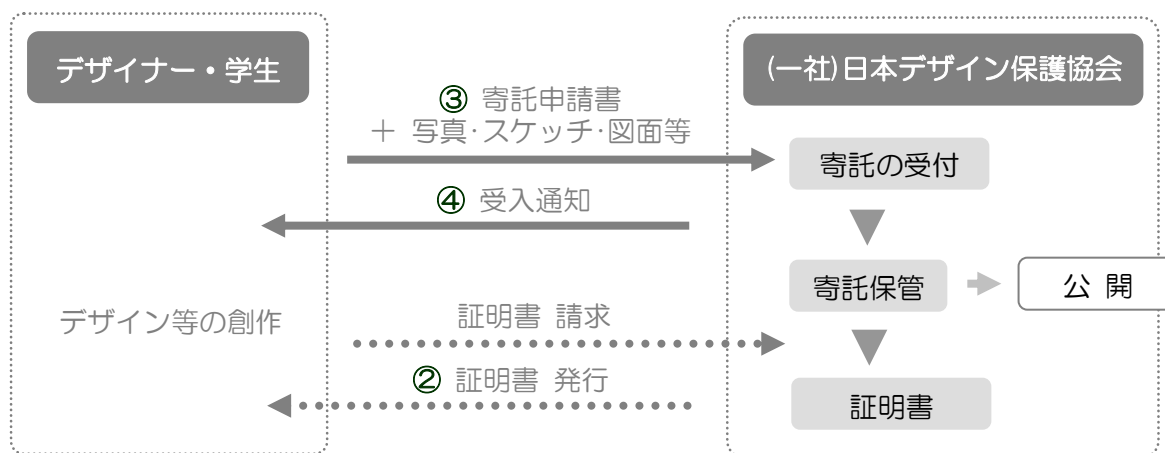 デザイナー・学生
(一社)日本デザイン保護協会
③ 寄託申請書
＋ 写真・スケッチ・図面等
寄託の受付
④ 受入通知
寄託保管
公 開
デザイン等の創作
証明書 請求
② 証明書 発行
証明書